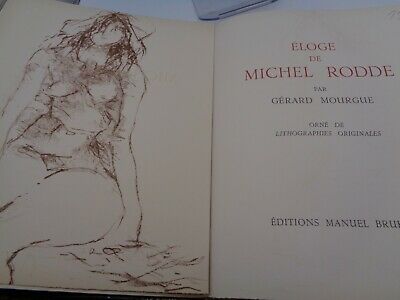 ÉLOGE
DE
MICHEL RODDE
PAR
GÉRARD MOURGUE
ORNÉ DE
LITHOGRAPHIES ORIGINALES
ÉDITIONS MANUEL